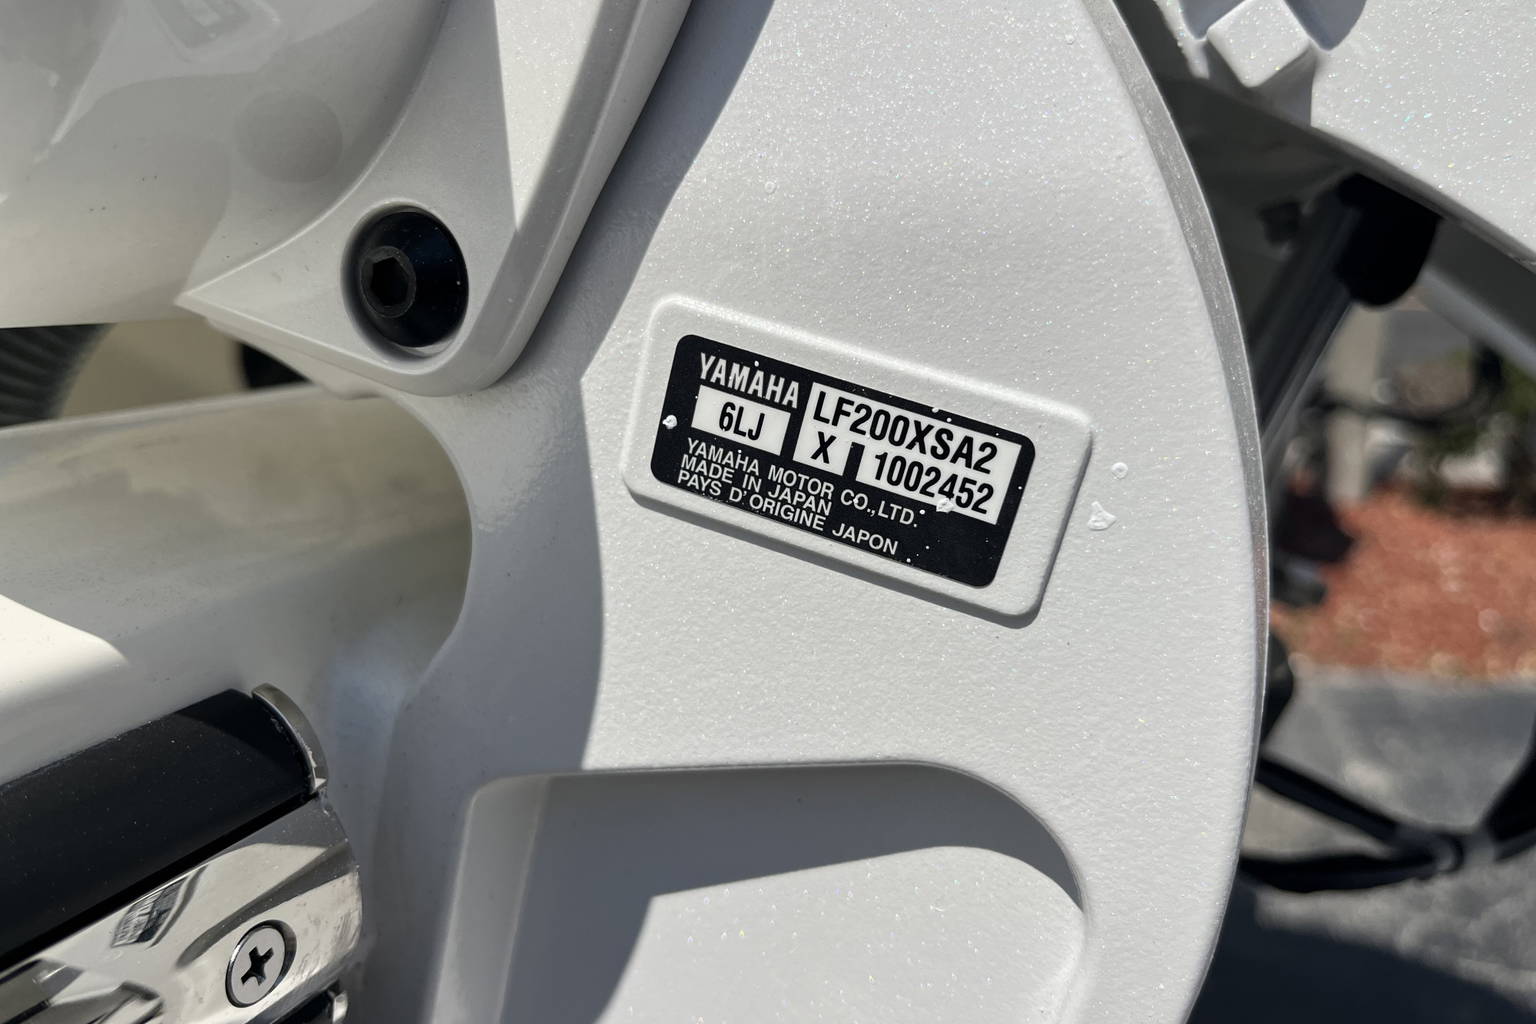 YAMAHA
LF200XSA2
6LJ
X
1002452
YAMAHA MOTOR CO.,LTD.
MADE IN JAPAN
PAYS D'ORIGINE JAPON